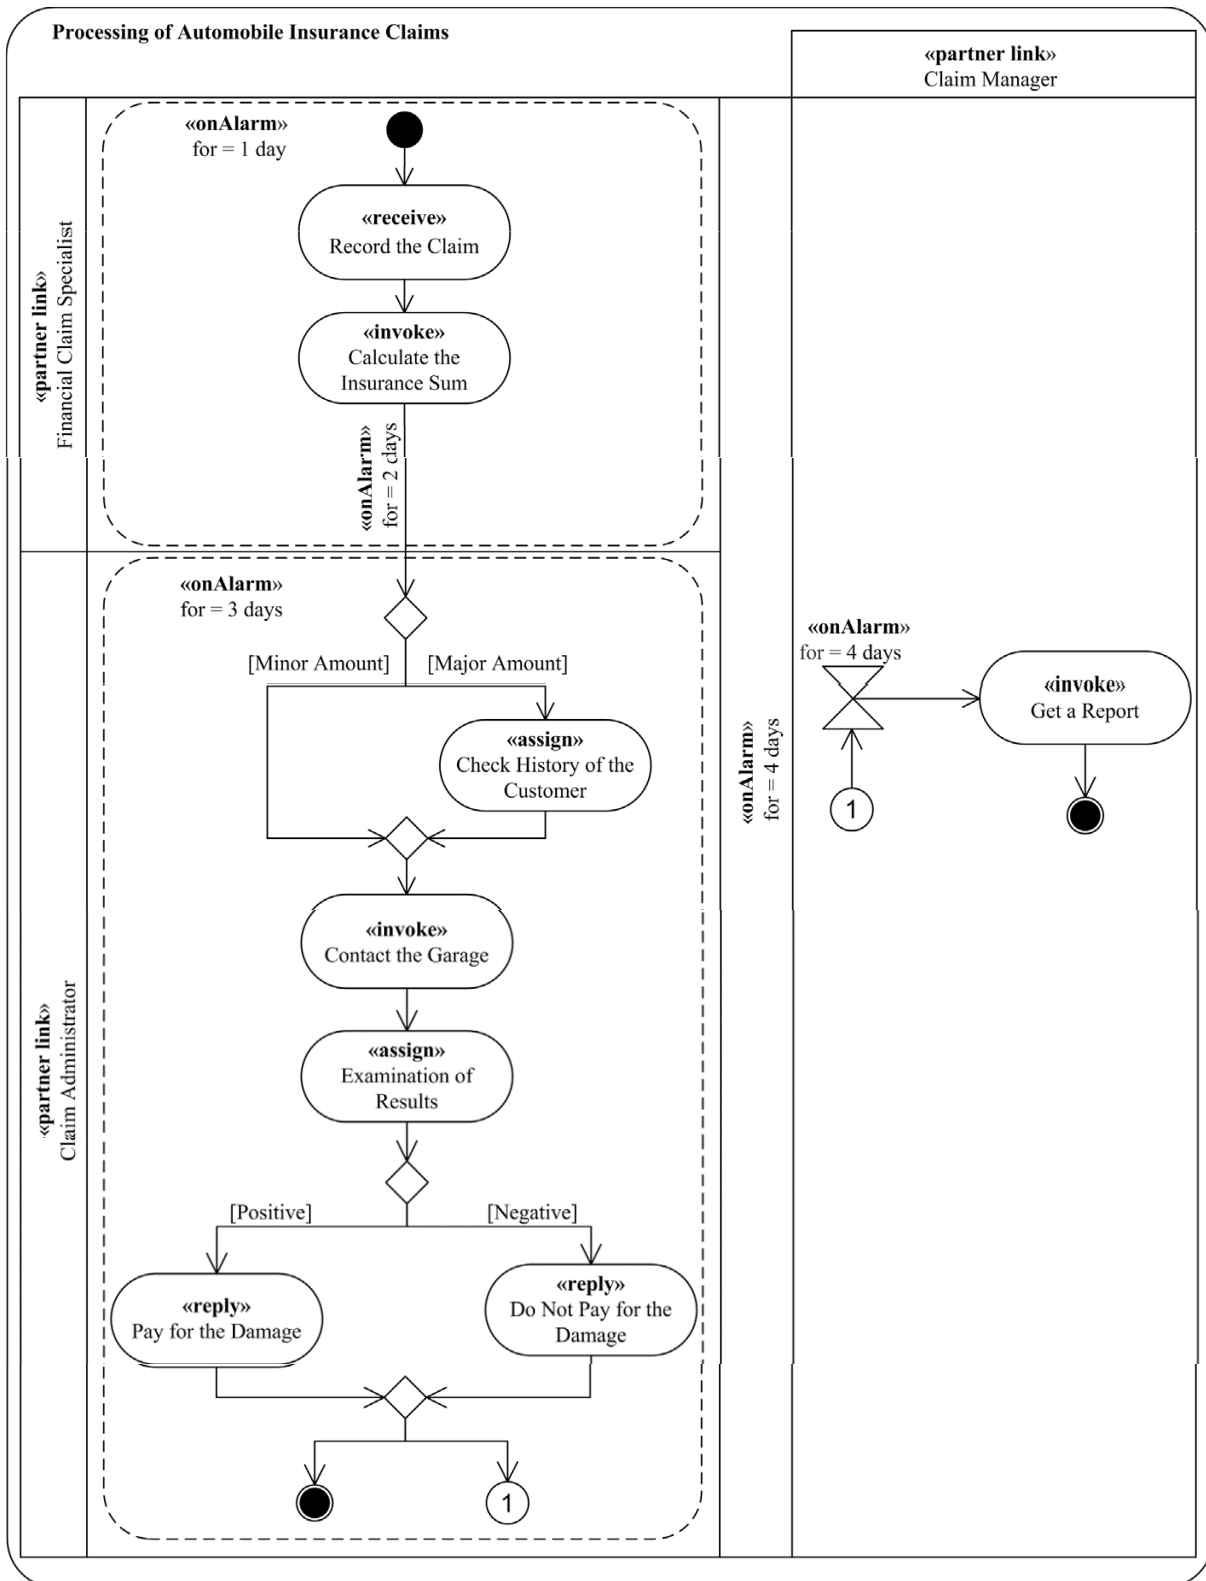 Processing of Automobile Insurance Claims
«partner link»
Claim Manager
«partner link»
Financial Claim Specialist
«onAlarm»
for = 1 day
«receive»
Record the Claim
«invoke»
Calculate the
Insurance Sum
«onAlarm»
for = 2 days
«partner link»
Claim Administrator
«onAlarm»
for = 3 days
[Minor Amount]
[Major Amount]
«assign»
Check History of the
Customer
«invoke»
Contact the Garage
«assign»
Examination of
Results
[Positive]
[Negative]
«reply»
Pay for the Damage
«reply»
Do Not Pay for the
Damage
1
«onAlarm»
for = 4 days
«onAlarm»
for = 4 days
«invoke»
Get a Report
1